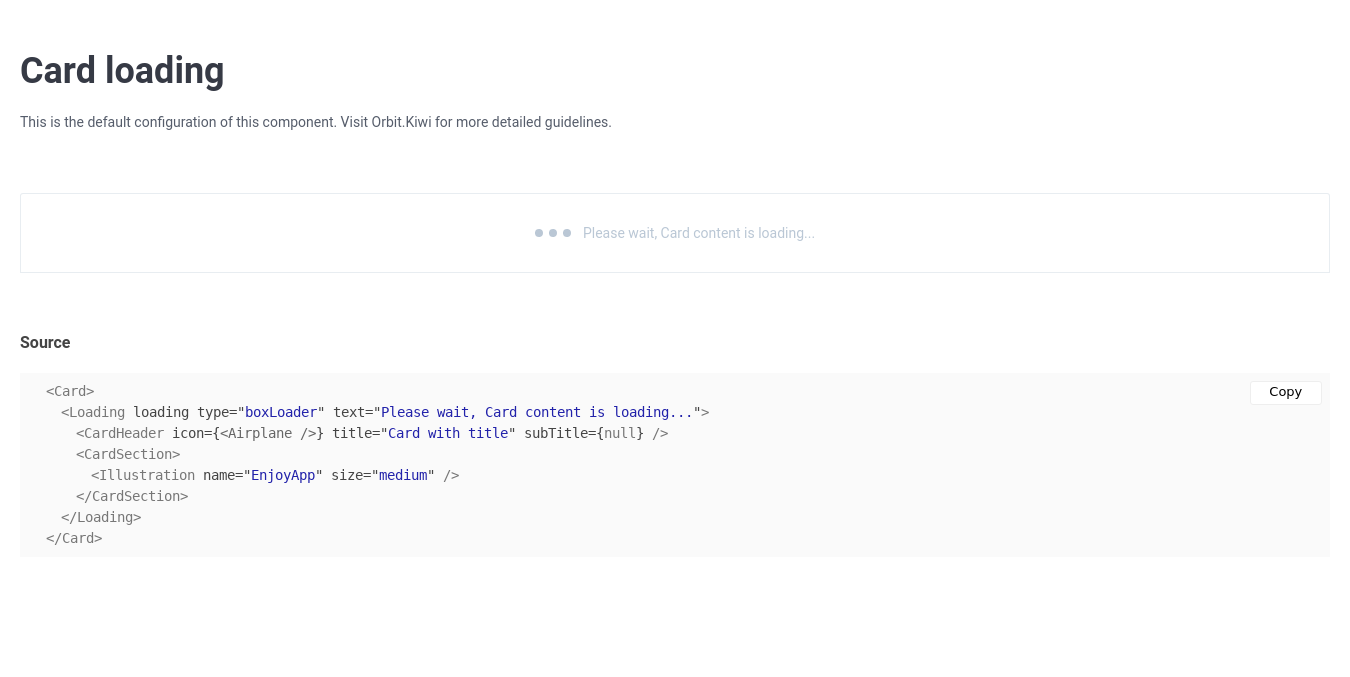 Card loading
This is the default configuration of this component. Visit Orbit.Kiwi for more detailed guidelines.
Please wait, Card content is loading...
Source
Copy
<Card>
  <Loading loading type="boxLoader" text="Please wait, Card content is loading...">
    <CardHeader icon={<Airplane />} title="Card with title" subTitle={null} />
    <CardSection>
      <Illustration name="EnjoyApp" size="medium" />
    </CardSection>
  </Loading>
</Card>